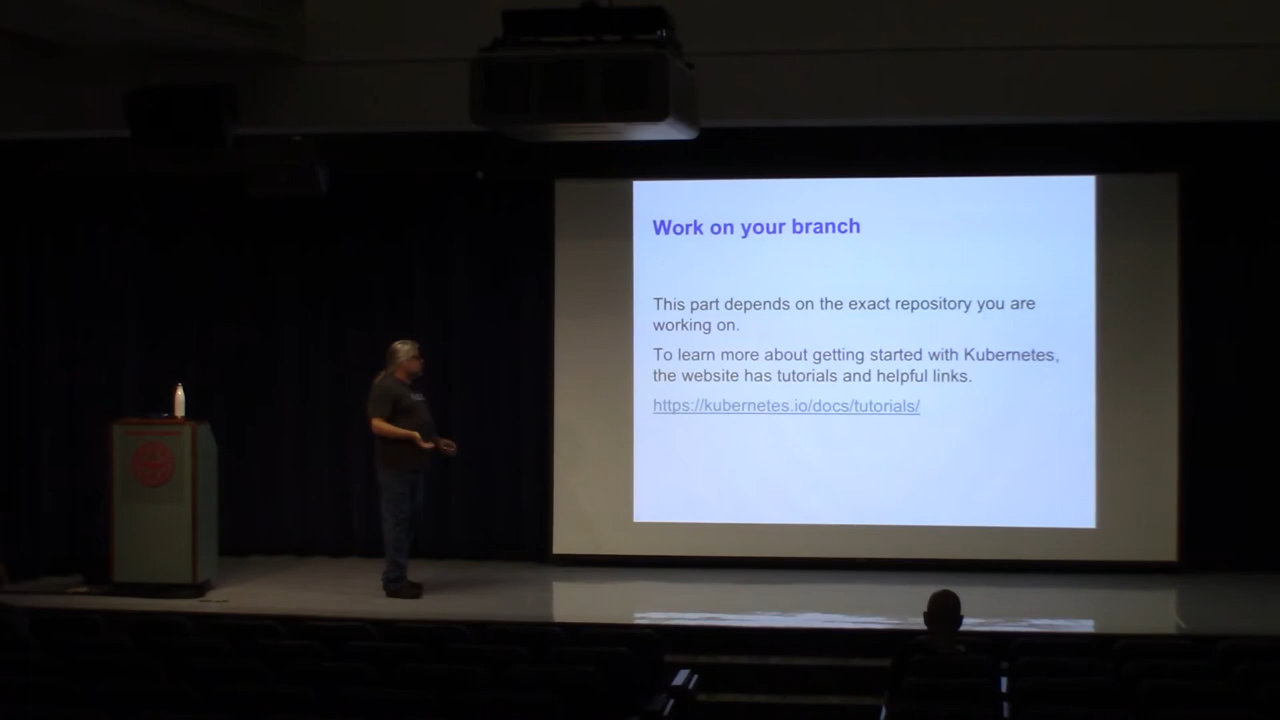 Work on your branch
This part depends on the exact repository you are
working on.
To learn more about getting started with Kubernetes,
the website has tutorials and helpful links.
https://kubernetes.io/docs/tutorials/